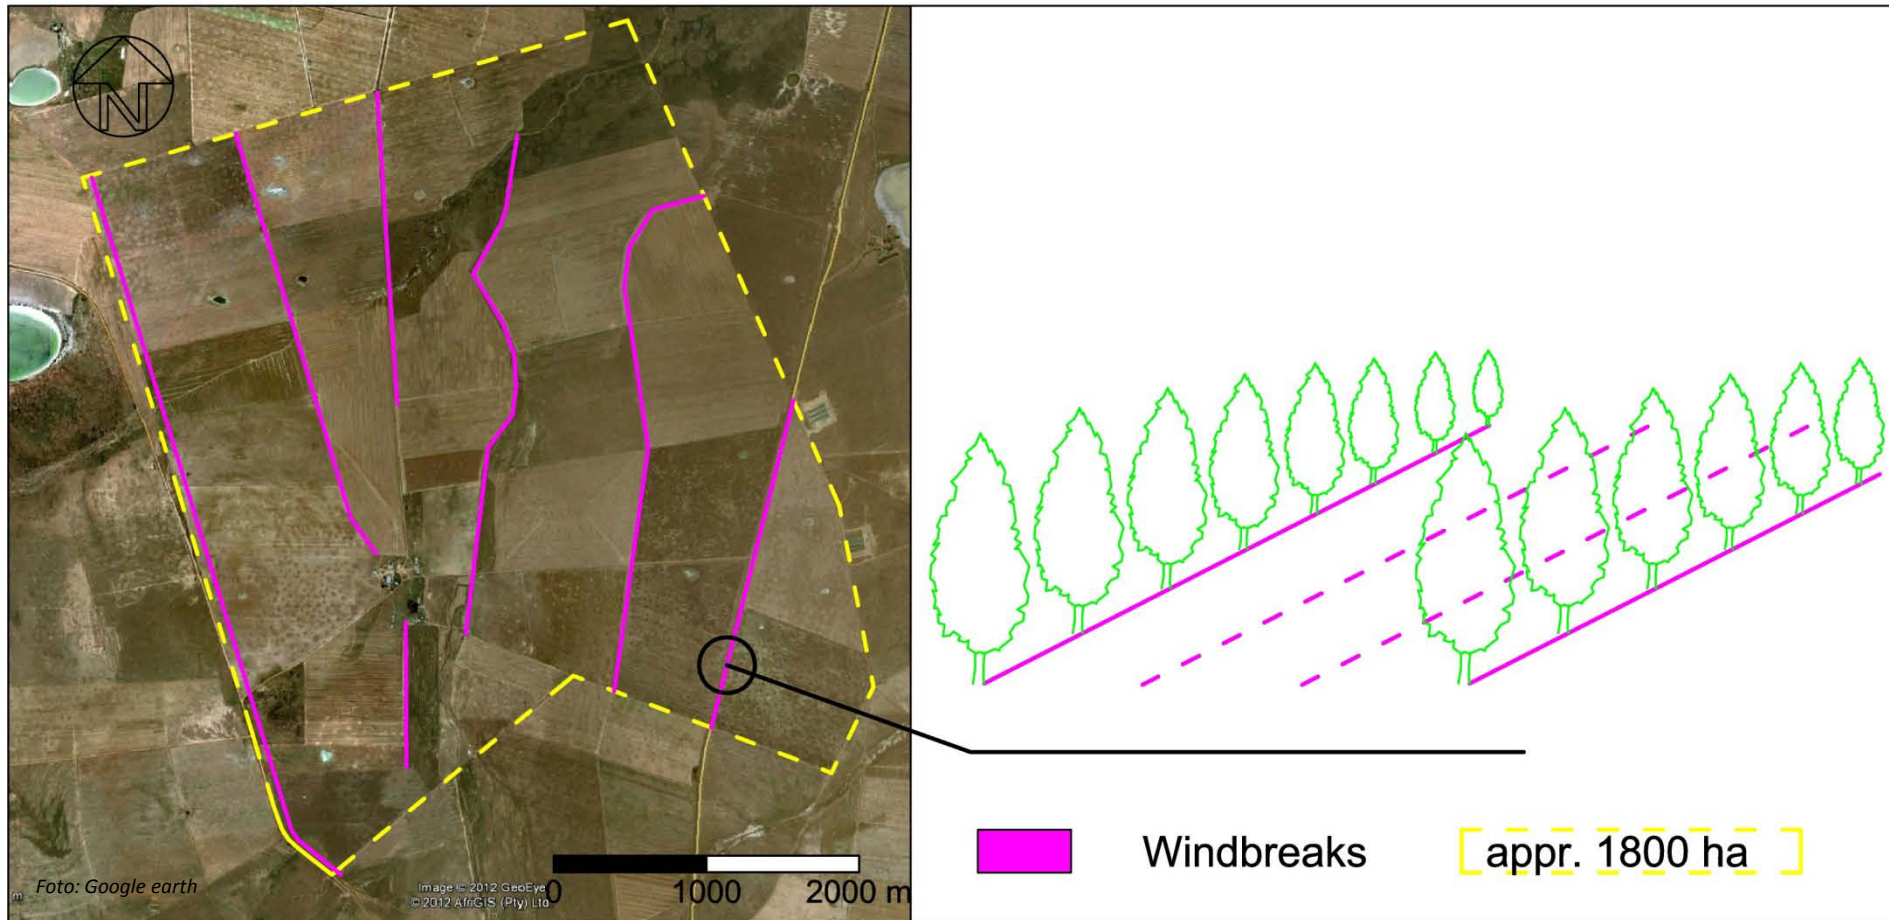 N
m
Foto: Google earth
Image © 2012 GeoEye
© 2012 AfriGIS (Pty) Ltd
0 1000 2000 m
Windbreaks
appr. 1800 ha